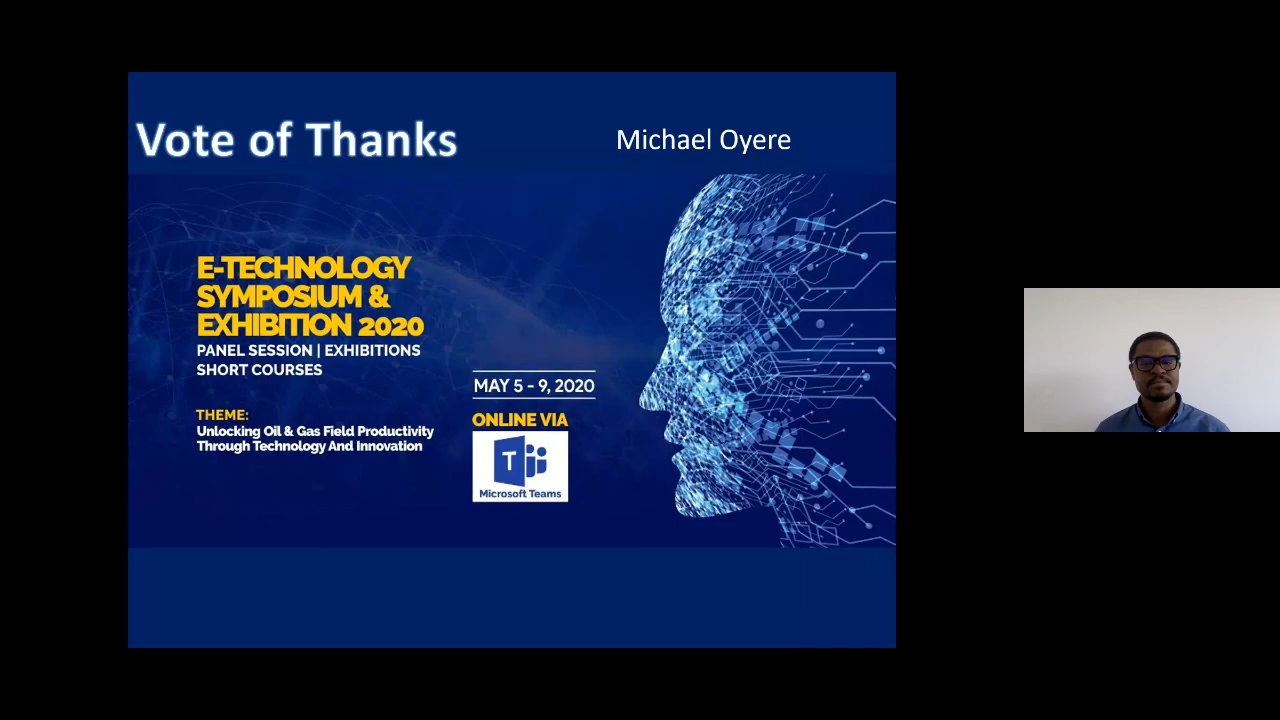 Vote of Thanks
Michael Oyere
E-TECHNOLOGY
SYMPOSIUM &
EXHIBITION 2020
PANEL SESSION | EXHIBITIONS
SHORT COURSES
THEME:
Unlocking Oil & Gas Field Productivity
Through Technology And Innovation
MAY 5 - 9, 2020
ONLINE VIA
T
Microsoft Teams